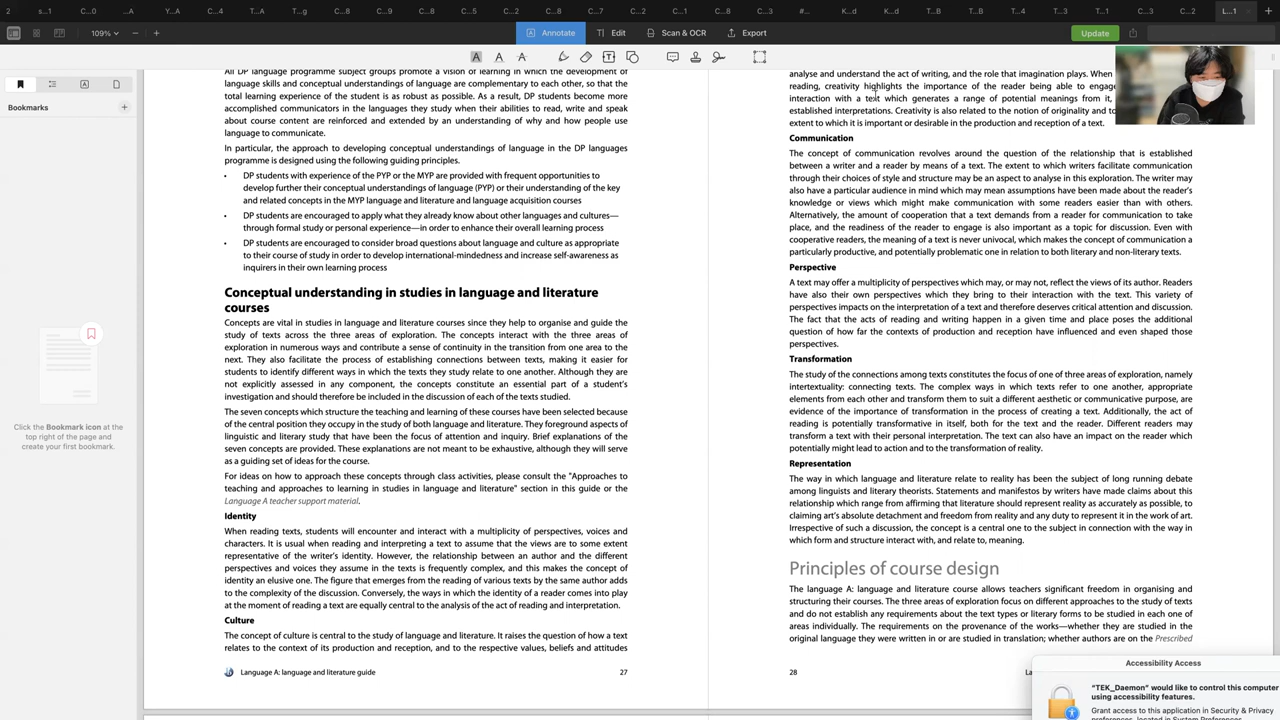 2 s...1 C...0 C...1 S...1 T...g s...8 C...9 L...8 C...0 C...2 C...2 C...1 C...8 C...3 #... K...d K...y B...1 T...4 T...3 T...1 B...1 L...1
109% − +
Annotate Edit Scan & OCR Export
Update
A A A T
Bookmarks +
Click the Bookmark icon at the
top right of the page and
create your first bookmark.
All DP language programme subject groups promote a vision of learning in which the development of
language skills and conceptual understandings of language are complementary to each other, so that the
total learning experience of the student is as robust as possible. As a result, DP students become more
accomplished communicators in the languages they study when their abilities to read, write and speak
about course content are reinforced and extended by an understanding of why and how people use
language to communicate.
In particular, the approach to developing conceptual understandings of language in the DP languages
programme is designed using the following guiding principles.
• DP students with experience of the PYP or the MYP are provided with frequent opportunities to
develop further their conceptual understandings of language (PYP) or their understanding of the key
and related concepts in the MYP language and literature and language acquisition courses
• DP students are encouraged to apply what they already know about other languages and cultures—
through formal study or personal experience—in order to enhance their overall learning process
• DP students are encouraged to consider broad questions about language and culture as appropriate
to their course of study in order to develop international-mindedness and increase self-awareness as
inquirers in their own learning process
Conceptual understanding in studies in language and literature
courses
Concepts are vital in studies in language and literature courses since they help to organise and guide the
study of texts across the three areas of exploration. The concepts interact with the three areas of
exploration in numerous ways and contribute a sense of continuity in the transition from one area to the
next. They also facilitate the process of establishing connections between texts, making it easier for
students to identify different ways in which the texts they study relate to one another. Although they are
not explicitly assessed in any component, the concepts constitute an essential part of a student's
investigation and should therefore be included in the discussion of each of the texts studied.
The seven concepts which structure the teaching and learning of these courses have been selected because
of the central position they occupy in the study of both language and literature. They foreground aspects of
linguistic and literary study that have been the focus of attention and inquiry. Brief explanations of the
seven concepts are provided. These explanations are not meant to be exhaustive, although they will serve
as a guiding set of ideas for the course.
For ideas on how to approach these concepts through class activities, please consult the "Approaches to
teaching and approaches to learning in studies in language and literature" section in this guide or the
Language A teacher support material.
Identity
When reading texts, students will encounter and interact with a multiplicity of perspectives, voices and
characters. It is usual when reading and interpreting a text to assume that the views are to some extent
representative of the writer's identity. However, the relationship between an author and the different
perspectives and voices they assume in the texts is frequently complex, and this makes the concept of
identity an elusive one. The figure that emerges from the reading of various texts by the same author adds
to the complexity of the discussion. Conversely, the ways in which the identity of a reader comes into play
at the moment of reading a text are equally central to the analysis of the act of reading and interpretation.
Culture
The concept of culture is central to the study of language and literature. It raises the question of how a text
relates to the context of its production and reception, and to the respective values, beliefs and attitudes
Language A: language and literature guide 27
analyse and understand the act of writing, and the role that imagination plays. When
reading, creativity highlights the importance of the reader being able to engage
interaction with a text which generates a range of potential meanings from it,
established interpretations. Creativity is also related to the notion of originality and to
extent to which it is important or desirable in the production and reception of a text.
Communication
The concept of communication revolves around the question of the relationship that is established
between a writer and a reader by means of a text. The extent to which writers facilitate communication
through their choices of style and structure may be an aspect to analyse in this exploration. The writer may
also have a particular audience in mind which may mean assumptions have been made about the reader's
knowledge or views which might make communication with some readers easier than with others.
Alternatively, the amount of cooperation that a text demands from a reader for communication to take
place, and the readiness of the reader to engage is also important as a topic for discussion. Even with
cooperative readers, the meaning of a text is never univocal, which makes the concept of communication a
particularly productive, and potentially problematic one in relation to both literary and non-literary texts.
Perspective
A text may offer a multiplicity of perspectives which may, or may not, reflect the views of its author. Readers
have also their own perspectives which they bring to their interaction with the text. This variety of
perspectives impacts on the interpretation of a text and therefore deserves critical attention and discussion.
The fact that the acts of reading and writing happen in a given time and place poses the additional
question of how far the contexts of production and reception have influenced and even shaped those
perspectives.
Transformation
The study of the connections among texts constitutes the focus of one of three areas of exploration, namely
intertextuality: connecting texts. The complex ways in which texts refer to one another, appropriate
elements from each other and transform them to suit a different aesthetic or communicative purpose, are
evidence of the importance of transformation in the process of creating a text. Additionally, the act of
reading is potentially transformative in itself, both for the text and the reader. Different readers may
transform a text with their personal interpretation. The text can also have an impact on the reader which
potentially might lead to action and to the transformation of reality.
Representation
The way in which language and literature relate to reality has been the subject of long running debate
among linguists and literary theorists. Statements and manifestos by writers have made claims about this
relationship which range from affirming that literature should represent reality as accurately as possible, to
claiming art's absolute detachment and freedom from reality and any duty to represent it in the work of art.
Irrespective of such a discussion, the concept is a central one to the subject in connection with the way in
which form and structure interact with, and relate to, meaning.
Principles of course design
The language A: language and literature course allows teachers significant freedom in organising and
structuring their courses. The three areas of exploration focus on different approaches to the study of texts
and do not establish any requirements about the text types or literary forms to be studied in each one of
areas individually. The requirements on the provenance of the works—whether they are studied in the
original language they were written in or are studied in translation; whether authors are on the Prescribed
28 La
Accessibility Access
"TEK_Daemon" would like to control this computer
using accessibility features.
Grant access to this application in Security & Privacy
preferences, located in System Preferences.